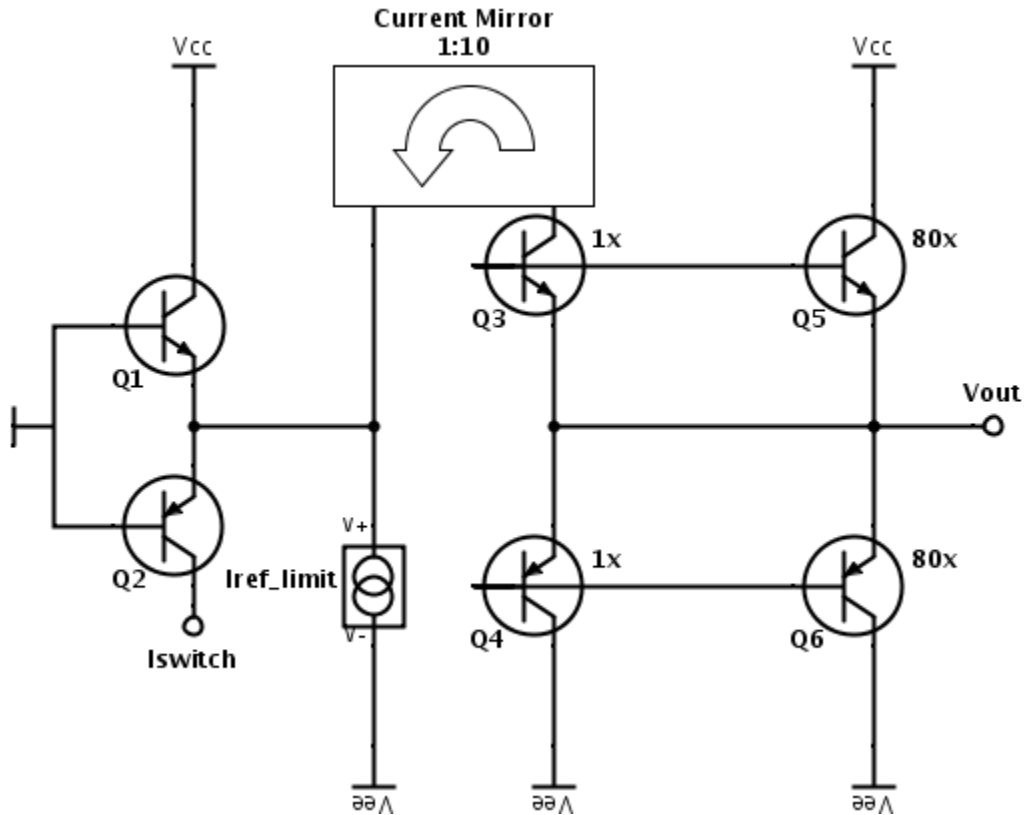 Current Mirror
1:10
Vcc
Vcc
1x
80x
Q3
Q5
Q1
Vout
V+
1x
80x
Q2
Iref_limit
V-
Q4
Q6
Iswitch
Vee
Vee
Vee